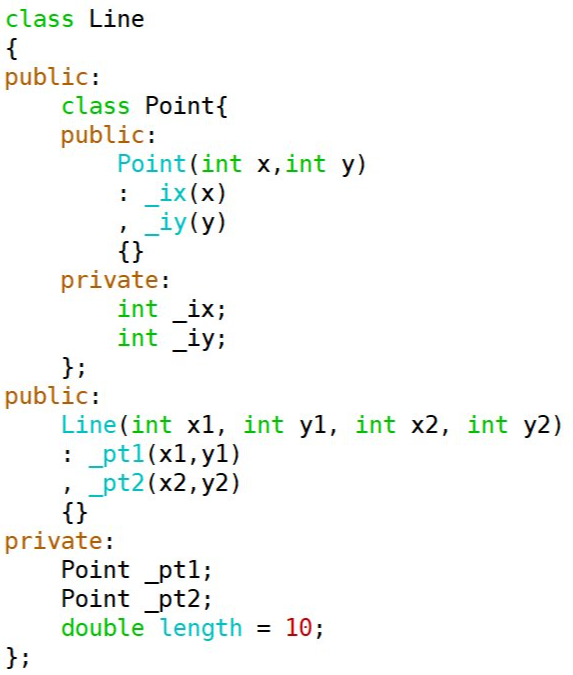 class Line
{
public:
    class Point{
    public:
        Point(int x,int y)
        : _ix(x)
        , _iy(y)
        {}
    private:
        int _ix;
        int _iy;
    };
public:
    Line(int x1, int y1, int x2, int y2)
    : _pt1(x1,y1)
    , _pt2(x2,y2)
    {}
private:
    Point _pt1;
    Point _pt2;
    double length = 10;
};